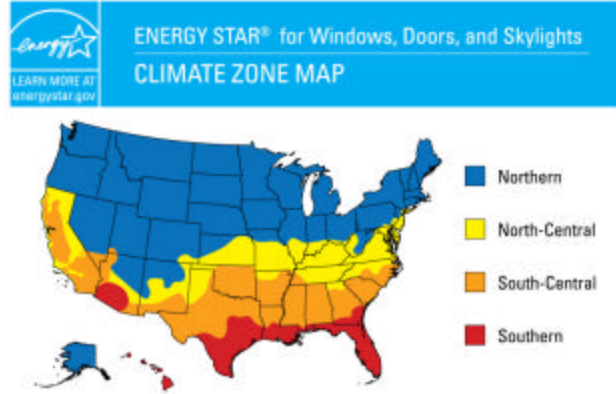 energy
LEARN MORE AT
energystar.gov
ENERGY STAR® for Windows, Doors, and Skylights
CLIMATE ZONE MAP
Northern
North-Central
South-Central
Southern